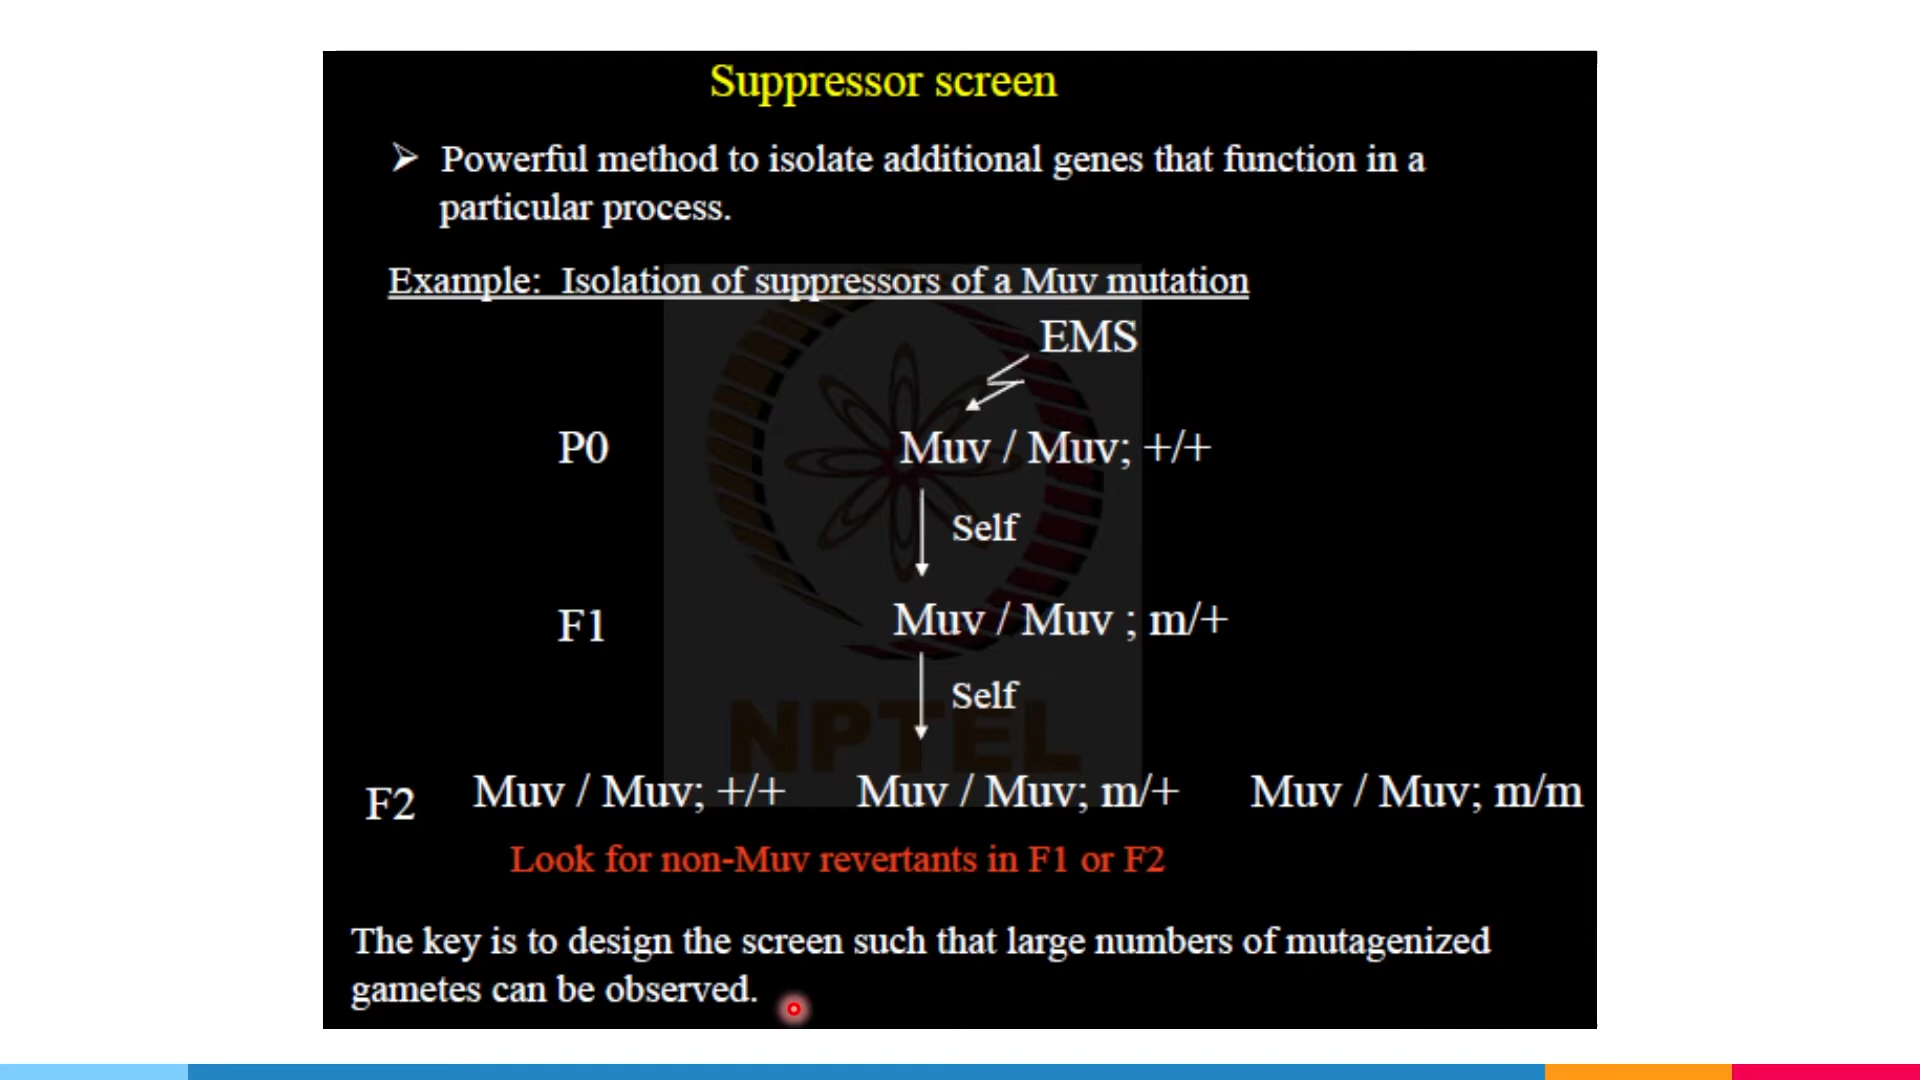 Suppressor screen
➢ Powerful method to isolate additional genes that function in a
particular process.
Example: Isolation of suppressors of a Muv mutation
EMS
P0 Muv / Muv; +/+
Self
F1 Muv / Muv ; m/+
Self
NPTEL
F2 Muv / Muv; +/+ Muv / Muv; m/+ Muv / Muv; m/m
Look for non-Muv revertants in F1 or F2
The key is to design the screen such that large numbers of mutagenized
gametes can be observed.